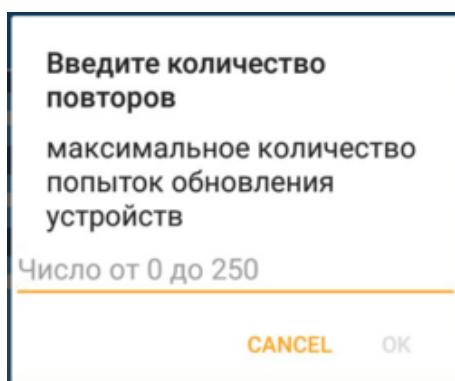 Введите количество
повторов
максимальное количество
попыток обновления
устройств
Число от 0 до 250
CANCEL OK